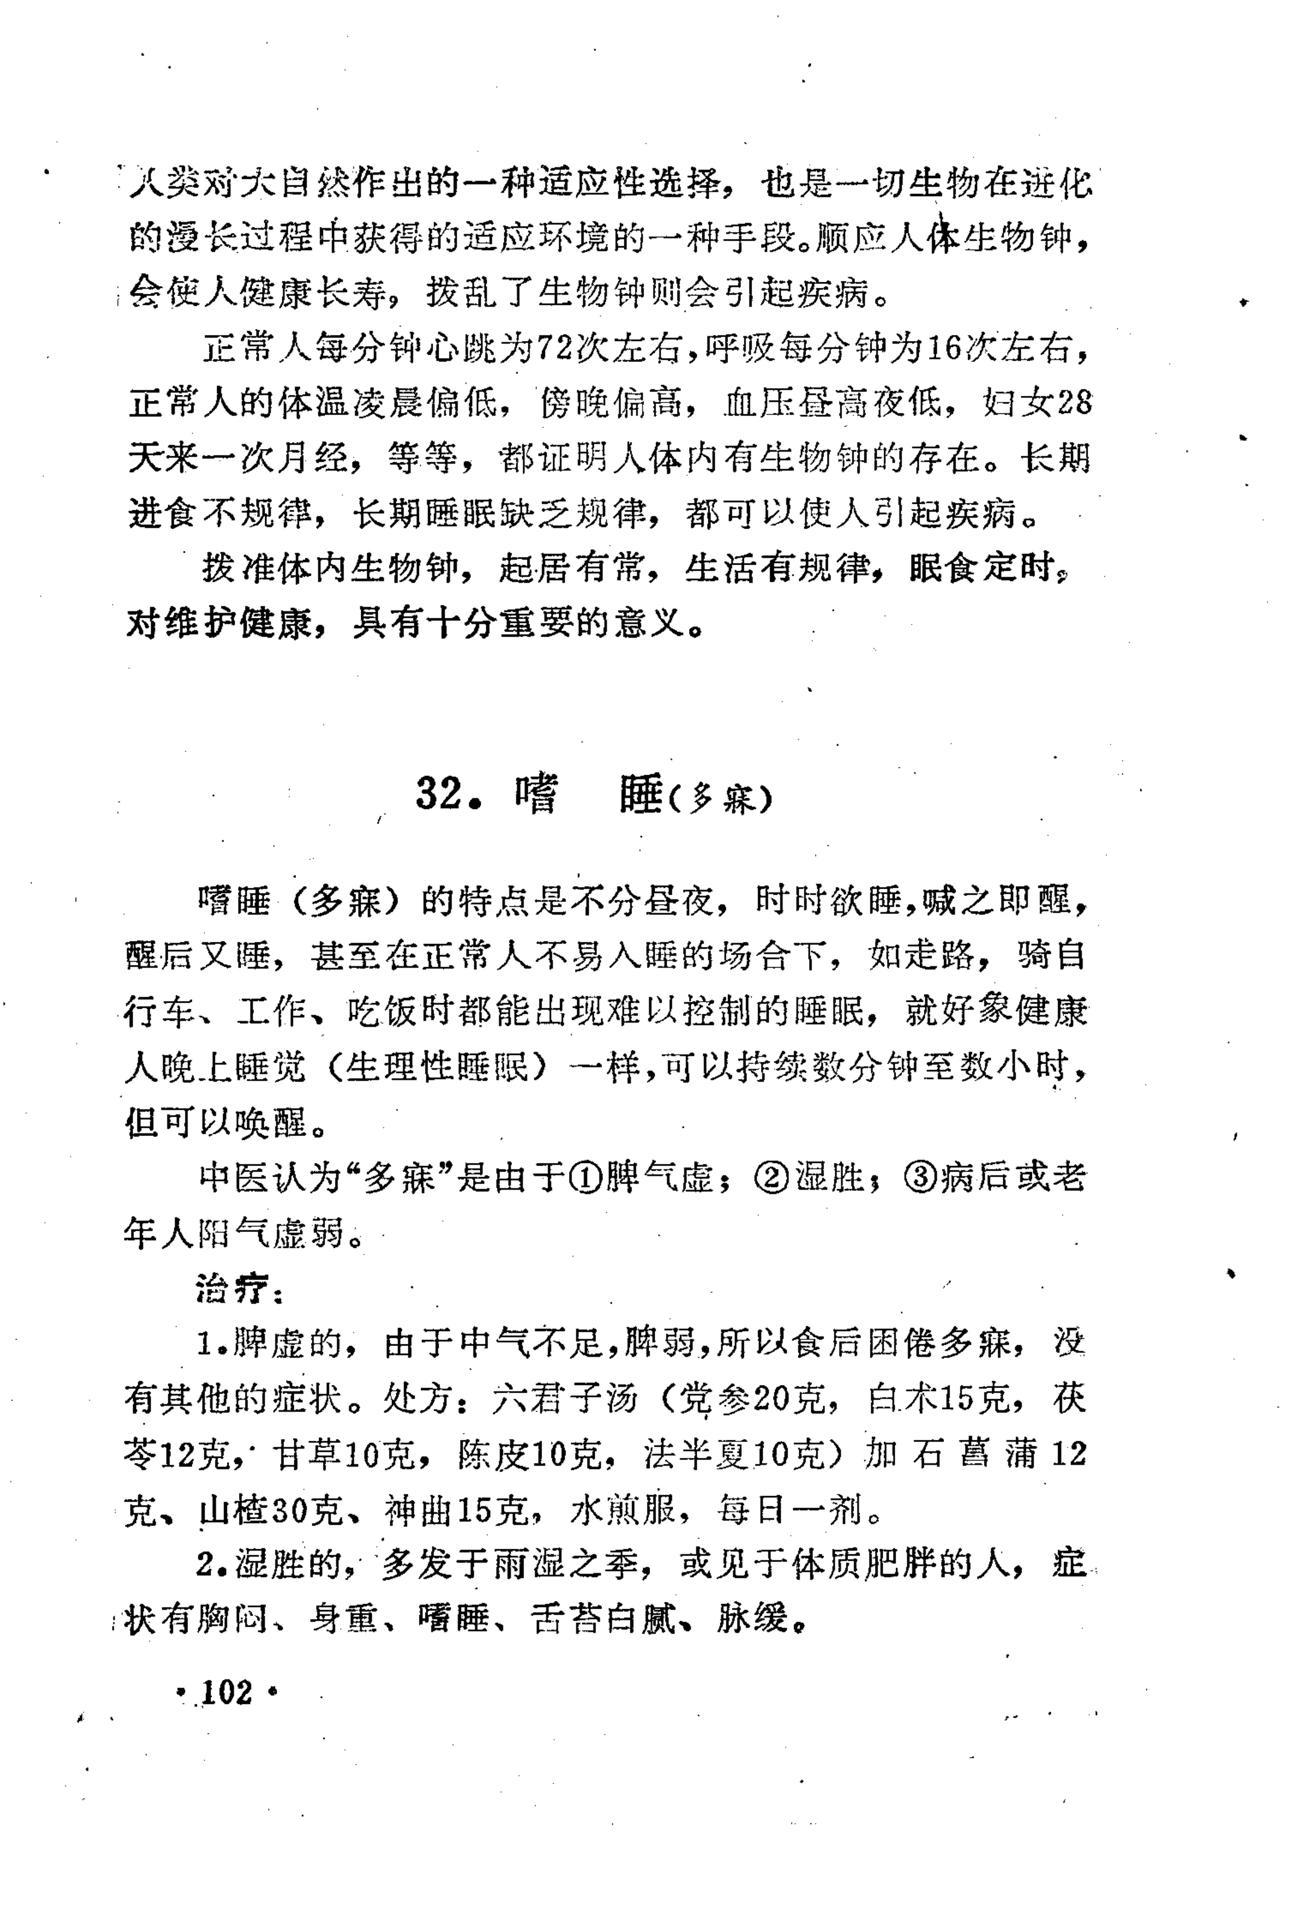 人类对大自然作出的一种适应性选择，也是一切生物在进化
的漫长过程中获得的适应环境的一种手段。顺应人体生物钟，
会使人健康长寿，拨乱了生物钟则会引起疾病。
正常人每分钟心跳为72次左右，呼吸每分钟为16次左右，
正常人的体温凌晨偏低，傍晚偏高，血压昼高夜低，妇女28
天来一次月经，等等，都证明人体内有生物钟的存在。长期
进食不规律，长期睡眠缺乏规律，都可以使人引起疾病。
拨准体内生物钟，起居有常，生活有规律，眠食定时，
对维护健康，具有十分重要的意义。
32．嗜 睡（多寐）
嗜睡（多寐）的特点是不分昼夜，时时欲睡，喊之即醒，
醒后又睡，甚至在正常人不易入睡的场合下，如走路，骑自
行车、工作、吃饭时都能出现难以控制的睡眠，就好象健康
人晚上睡觉（生理性睡眠）一样，可以持续数分钟至数小时，
但可以唤醒。
中医认为“多寐”是由于①脾气虚；②湿胜；③病后或老
年人阳气虚弱。
治疗：
1．脾虚的，由于中气不足，脾弱，所以食后困倦多寐，没
有其他的症状。处方：六君子汤（党参20克，白术15克，茯
苓12克，甘草10克，陈皮10克，法半夏10克）加石菖蒲12
克、山楂30克、神曲15克，水煎服，每日一剂。
2．湿胜的，多发于雨湿之季，或见于体质肥胖的人，症
状有胸闷、身重、嗜睡、舌苔白腻、脉缓。
·102·